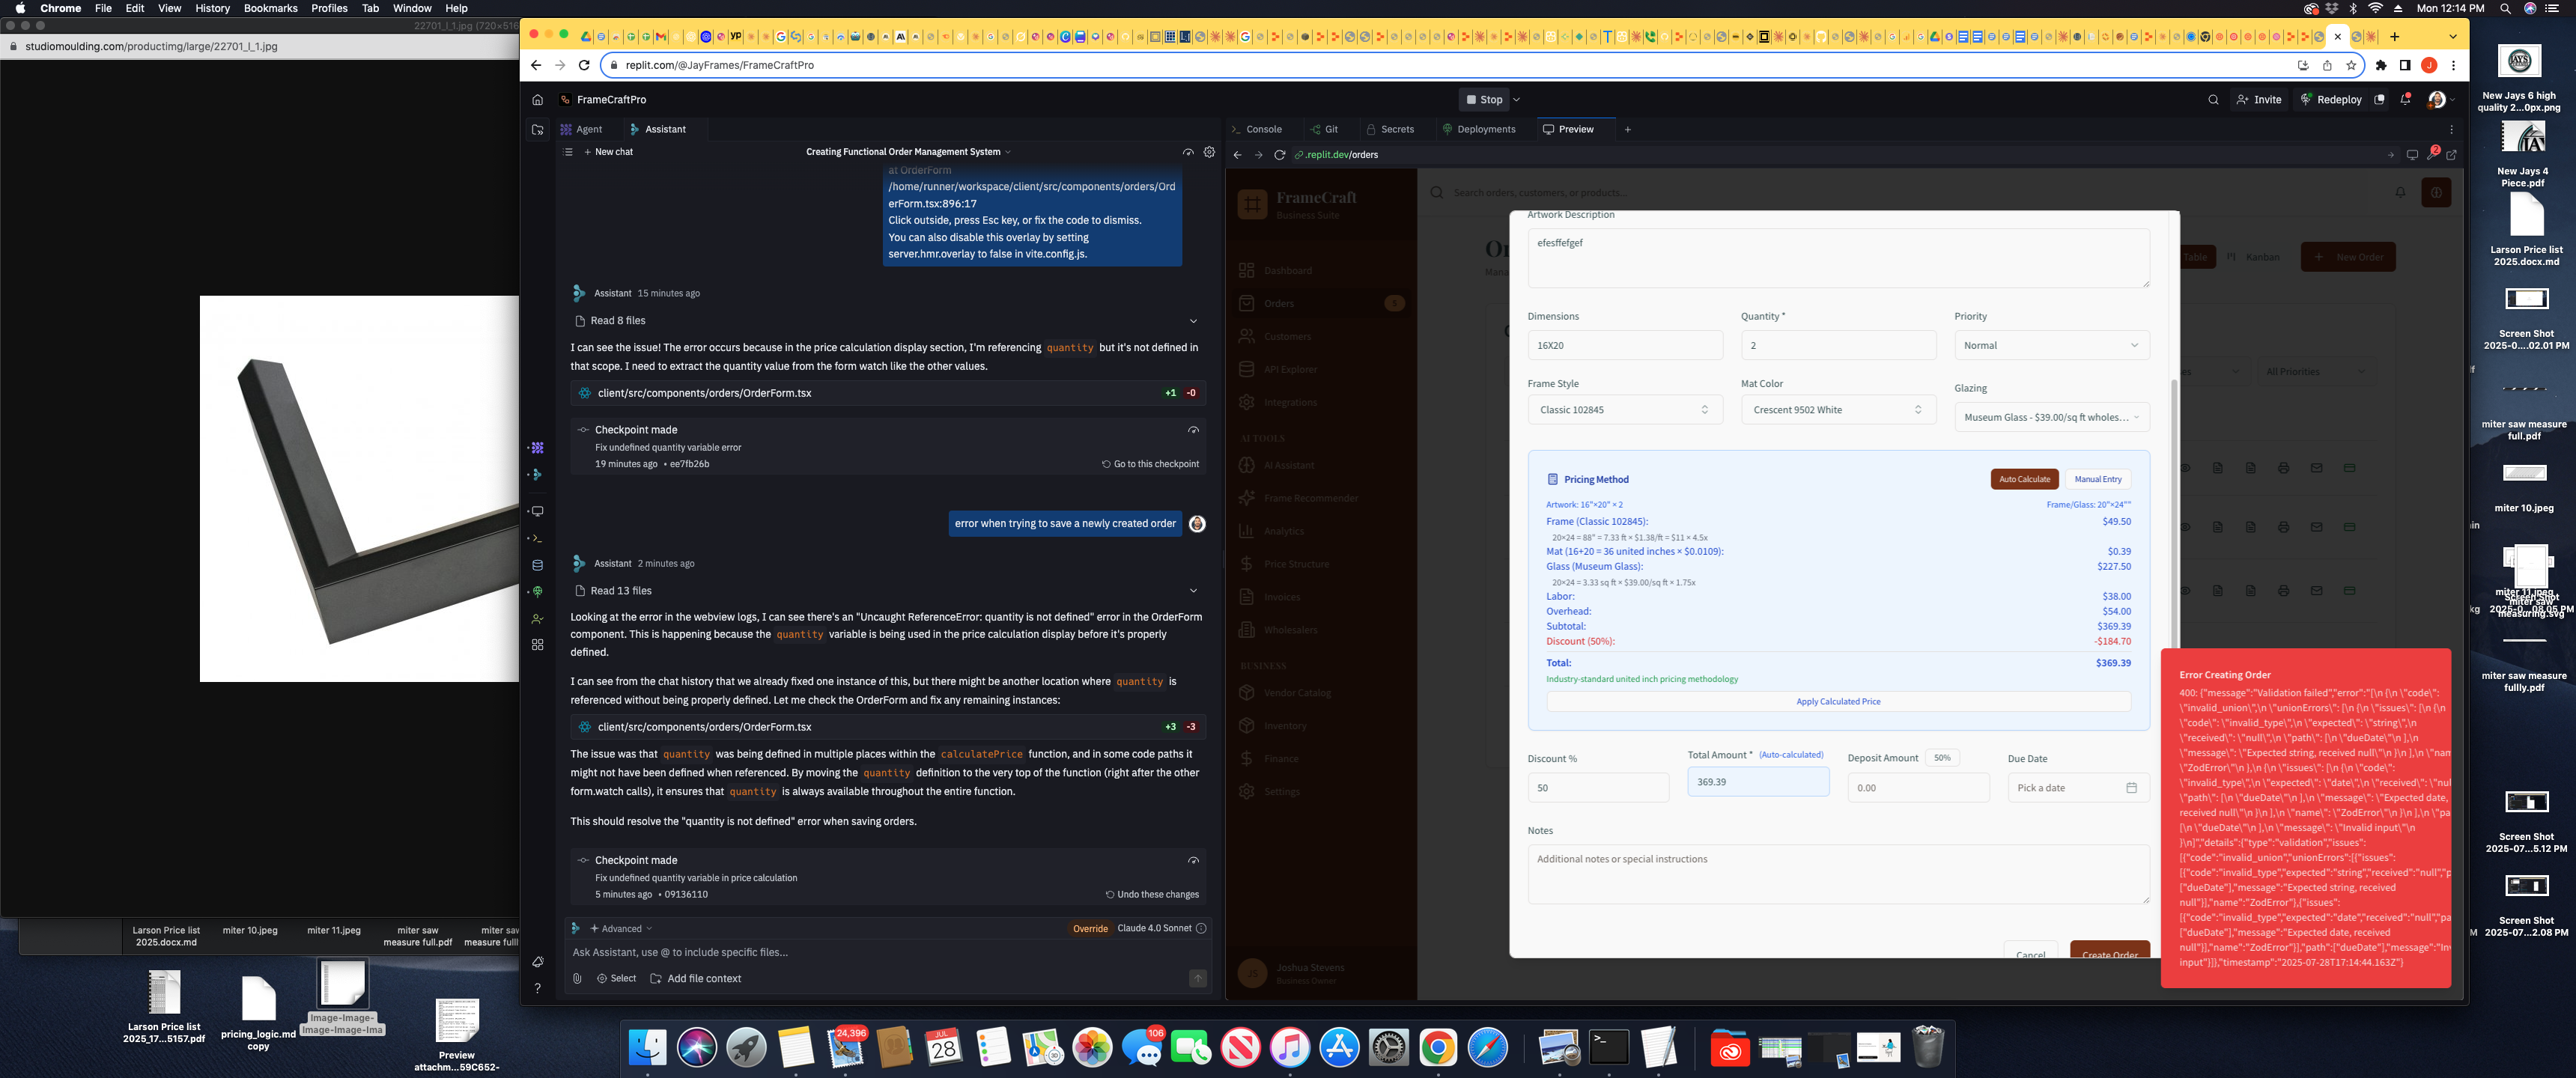 Chrome File Edit View History Bookmarks Profiles Tab Window Help
Mon 12:14 PM
22701_l_1.jpg (720×516
studiomoulding.com/productimg/large/22701_l_1.jpg
replit.com/@JayFrames/FrameCraftPro
FrameCraftPro
Stop
Invite
Redeploy
Agent
Assistant
New chat
Creating Functional Order Management System
at OrderForm
/home/runner/workspace/client/src/components/orders/Ord
erForm.tsx:896:17
Click outside, press Esc key, or fix the code to dismiss.
You can also disable this overlay by setting
server.hmr.overlay to false in vite.config.js.
Assistant 15 minutes ago
Read 8 files
I can see the issue! The error occurs because in the price calculation display section, I'm referencing quantity but it's not defined in
that scope. I need to extract the quantity value from the form watch like the other values.
client/src/components/orders/OrderForm.tsx +1 -0
Checkpoint made
Fix undefined quantity variable error
19 minutes ago • ee7fb26b
Go to this checkpoint
error when trying to save a newly created order
Assistant 2 minutes ago
Read 13 files
Looking at the error in the webview logs, I can see there's an "Uncaught ReferenceError: quantity is not defined" error in the OrderForm
component. This is happening because the quantity variable is being used in the price calculation display before it's properly
defined.
I can see from the chat history that we already fixed one instance of this, but there might be another location where quantity is
referenced without being properly defined. Let me check the OrderForm and fix any remaining instances:
client/src/components/orders/OrderForm.tsx +3 -3
The issue was that quantity was being defined in multiple places within the calculatePrice function, and in some code paths it
might not have been defined when referenced. By moving the quantity definition to the very top of the function (right after the other
form.watch calls), it ensures that quantity is always available throughout the entire function.
This should resolve the "quantity is not defined" error when saving orders.
Checkpoint made
Fix undefined quantity variable in price calculation
5 minutes ago • 09136110
Undo these changes
Advanced
Override
Claude 4.0 Sonnet
Ask Assistant, use @ to include specific files...
Select
Add file context
Console
Git
Secrets
Deployments
Preview
2
.replit.dev/orders
FrameCraft
Business Suite
Search orders, customers, or products...
Dashboard
Orders
Customers
API Explorer
Integrations
AI TOOLS
AI Assistant
Frame Recommender
Analytics
Price Structure
Invoices
Wholesalers
BUSINESS
Vendor Catalog
Inventory
Finance
Settings
JS
Joshua Stevens
Business Owner
Table
Kanban
New Order
All Priorities
Artwork Description
efesffefgef
Dimensions
Quantity *
Priority
16X20
2
Normal
Frame Style
Mat Color
Glazing
Classic 102845
Crescent 9502 White
Museum Glass - $39.00/sq ft wholes...
Pricing Method
Auto Calculate
Manual Entry
Artwork: 16"×20" × 2
Frame/Glass: 20"×24""
Frame (Classic 102845): $49.50
20×24 = 88" = 7.33 ft × $1.38/ft = $11 × 4.5x
Mat (16+20 = 36 united inches × $0.0109): $0.39
Glass (Museum Glass): $227.50
20×24 = 3.33 sq ft × $39.00/sq ft × 1.75x
Labor: $38.00
Overhead: $54.00
Subtotal: $369.39
Discount (50%): -$184.70
Total: $369.39
Industry-standard united inch pricing methodology
Apply Calculated Price
Discount %
Total Amount * (Auto-calculated)
Deposit Amount 50%
Due Date
50
369.39
0.00
Pick a date
Notes
Additional notes or special instructions
Cancel
Create Order
Error Creating Order
400: {"message":"Validation failed","error":"[\n {\n \"code\":
\"invalid_union\",\n \"unionErrors\": [\n {\n \"issues\": [\n {\n
\"code\": \"invalid_type\",\n \"expected\": \"string\",\n
\"received\": \"null\",\n \"path\": [\n \"dueDate\"\n ],\n
\"message\": \"Expected string, received null\"\n }\n ],\n \"nam
\"ZodError\"\n },\n {\n \"issues\": [\n {\n \"code\":
\"invalid_type\",\n \"expected\": \"date\",\n \"received\": \"nul
\"path\": [\n \"dueDate\"\n ],\n \"message\": \"Expected date,
received null\"\n }\n ],\n \"name\": \"ZodError\"\n }\n ],\n \"pa
[\n \"dueDate\"\n ],\n \"message\": \"Invalid input\"\n
}\n]","details":{"type":"validation","issues":
[{"code":"invalid_union","unionErrors":[{"issues":
[{"code":"invalid_type","expected":"string","received":"null","p
["dueDate"],"message":"Expected string, received
null"}],"name":"ZodError"},{"issues":
[{"code":"invalid_type","expected":"date","received":"null","pa
["dueDate"],"message":"Expected date, received
null"}],"name":"ZodError"}],"path":["dueDate"],"message":"Inv
input"}]},"timestamp":"2025-07-28T17:14:44.163Z"}
New Jays 6 high
quality 2...0px.png
New Jays 4
Piece.pdf
Larson Price list
2025.docx.md
Screen Shot
2025-0....02.01 PM
miter saw measure
full.pdf
miter 10.jpeg
miter 11.jpeg
miter saw
measuring.svg
miter saw measure
fullly.pdf
Screen Shot
2025-07...5.12 PM
Screen Shot
2025-07...2.08 PM
Larson Price list
2025.docx.md
miter 10.jpeg
miter 11.jpeg
miter saw
measure full.pdf
miter saw
measure full
Larson Price list
2025_17...5157.pdf
pricing_logic.md
copy
Image-Image-
Image-Image-Ima
Preview
attachm...59C652-
24,396
JUL
28
106